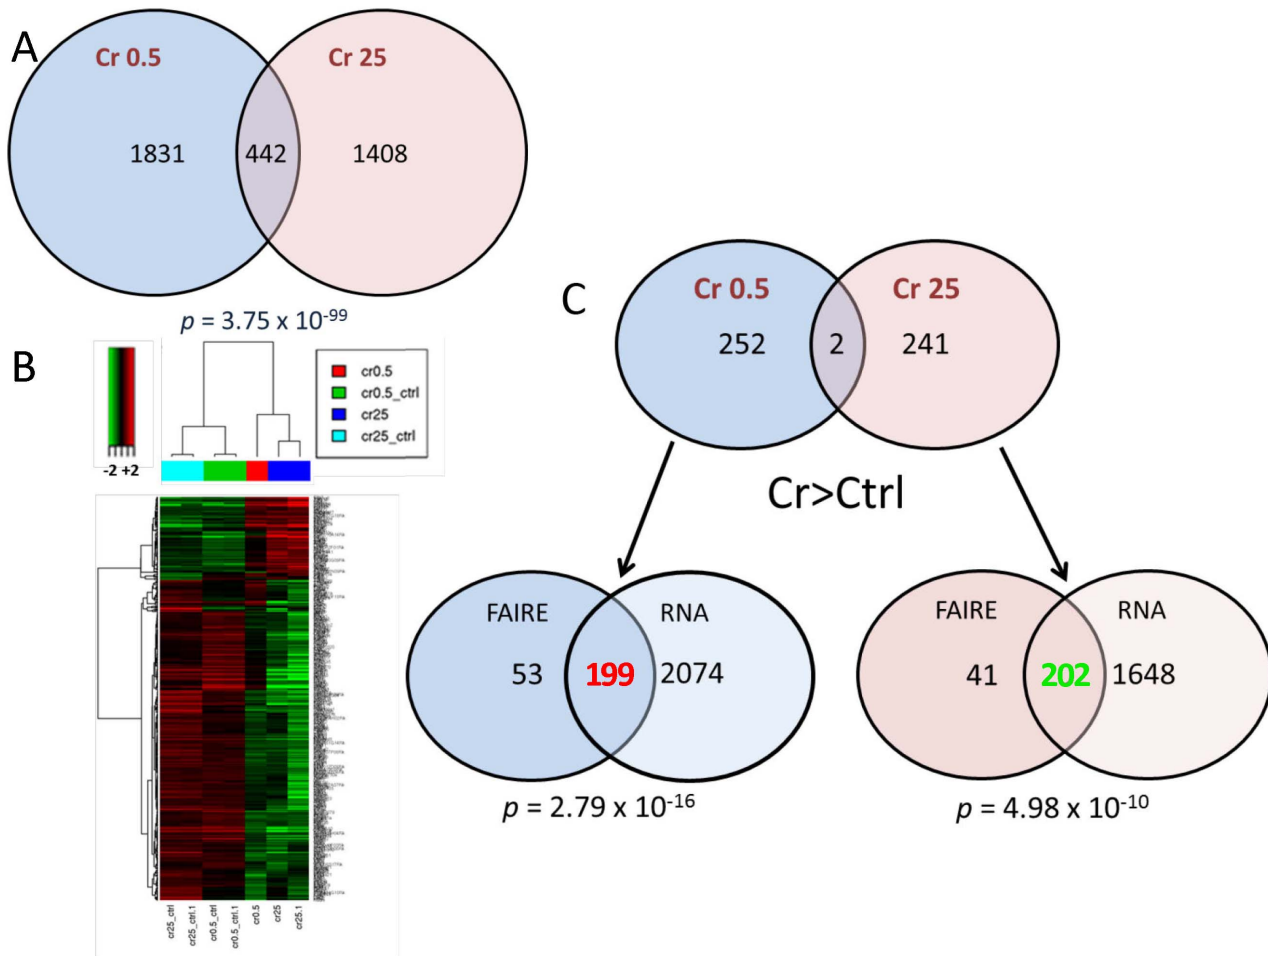 A
Cr 0.5
Cr 25
1831
442
1408
p = 3.75 x 10-99
B
-2 +2
cr0.5
cr0.5_ctrl
cr25
cr25_ctrl
cr25_ctrl
cr25_ctrl.1
cr0.5_ctrl
cr0.5_ctrl.1
cr0.5
cr25
cr25.1
C
Cr 0.5
Cr 25
252
2
241
Cr>Ctrl
FAIRE
RNA
53
199
2074
p = 2.79 x 10-16
FAIRE
RNA
41
202
1648
p = 4.98 x 10-10